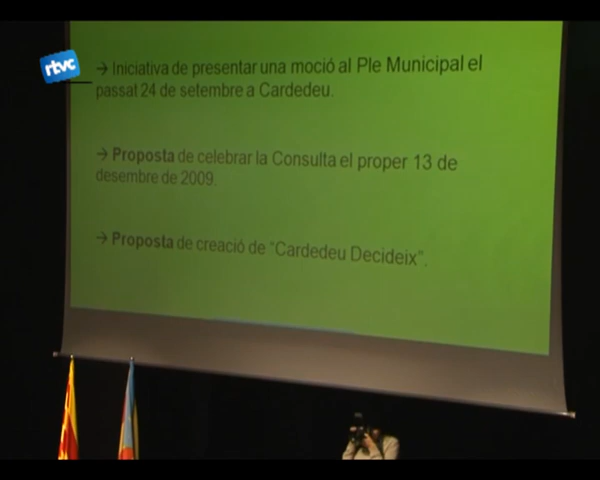 rtvc
→ Iniciativa de presentar una moció al Ple Municipal el
passat 24 de setembre a Cardedeu.
→ Proposta de celebrar la Consulta el proper 13 de
desembre de 2009.
→ Proposta de creació de “Cardedeu Decideix”.